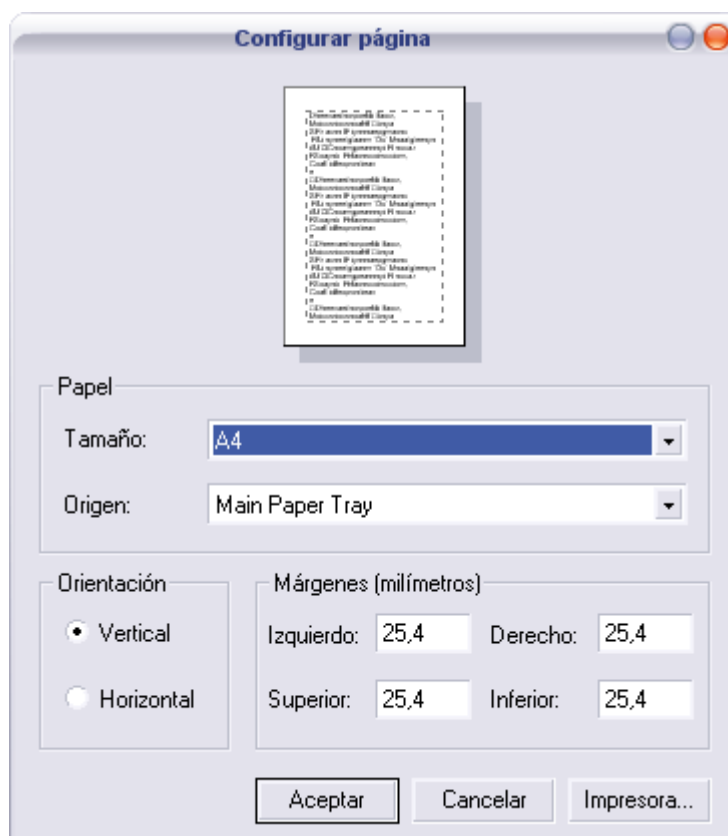 Configurar página
Papel
Tamaño: A4
Origen: Main Paper Tray
Orientación
Vertical
Horizontal
Márgenes (milímetros)
Izquierdo: 25,4 Derecho: 25,4
Superior: 25,4 Inferior: 25,4
Aceptar Cancelar Impresora...